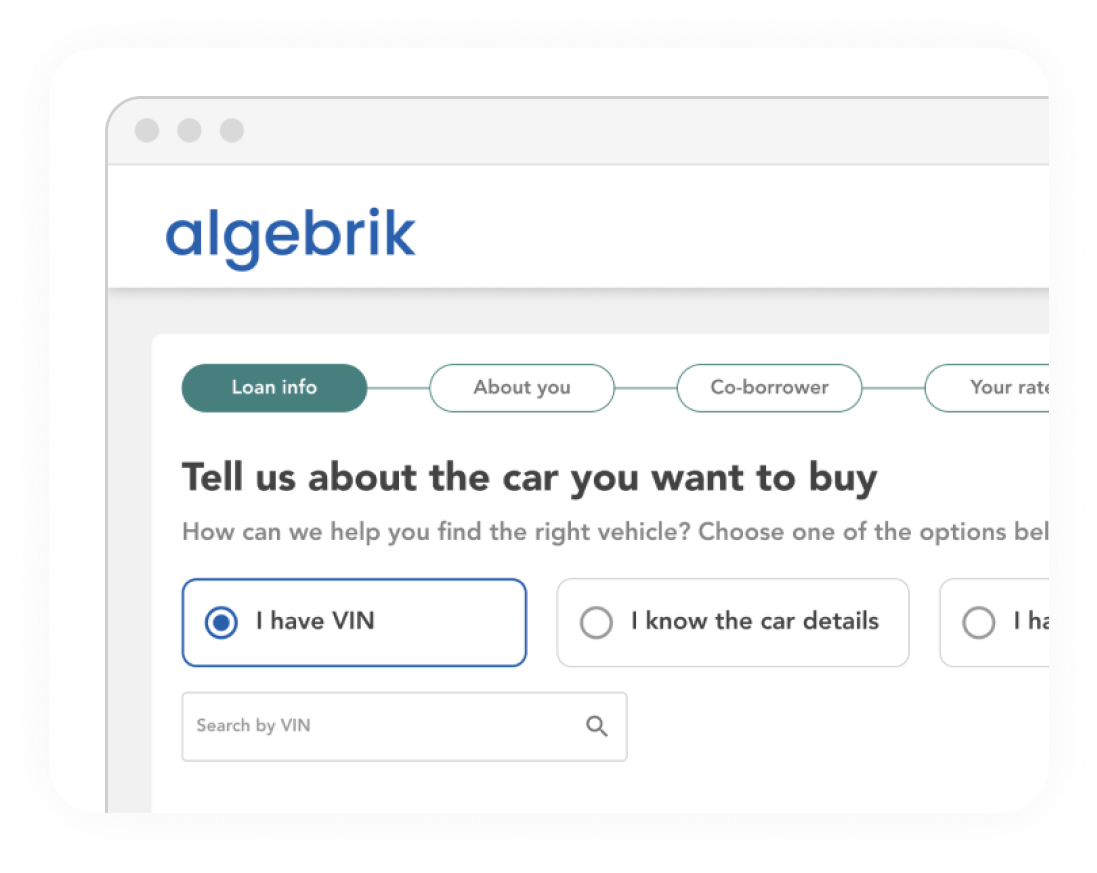 algebrik
Loan info About you Co-borrower Your rate
Tell us about the car you want to buy
How can we help you find the right vehicle? Choose one of the options
I have VIN I know the car details I
Search by VIN